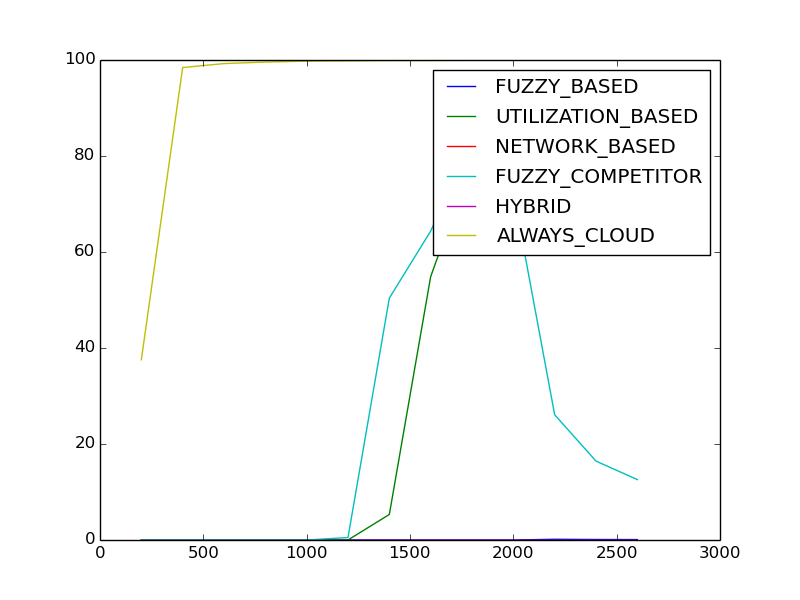 100
80
60
40
20
0
0 500 1000 1500 2000 2500 3000
FUZZY_BASED
UTILIZATION_BASED
NETWORK_BASED
FUZZY_COMPETITOR
HYBRID
ALWAYS_CLOUD